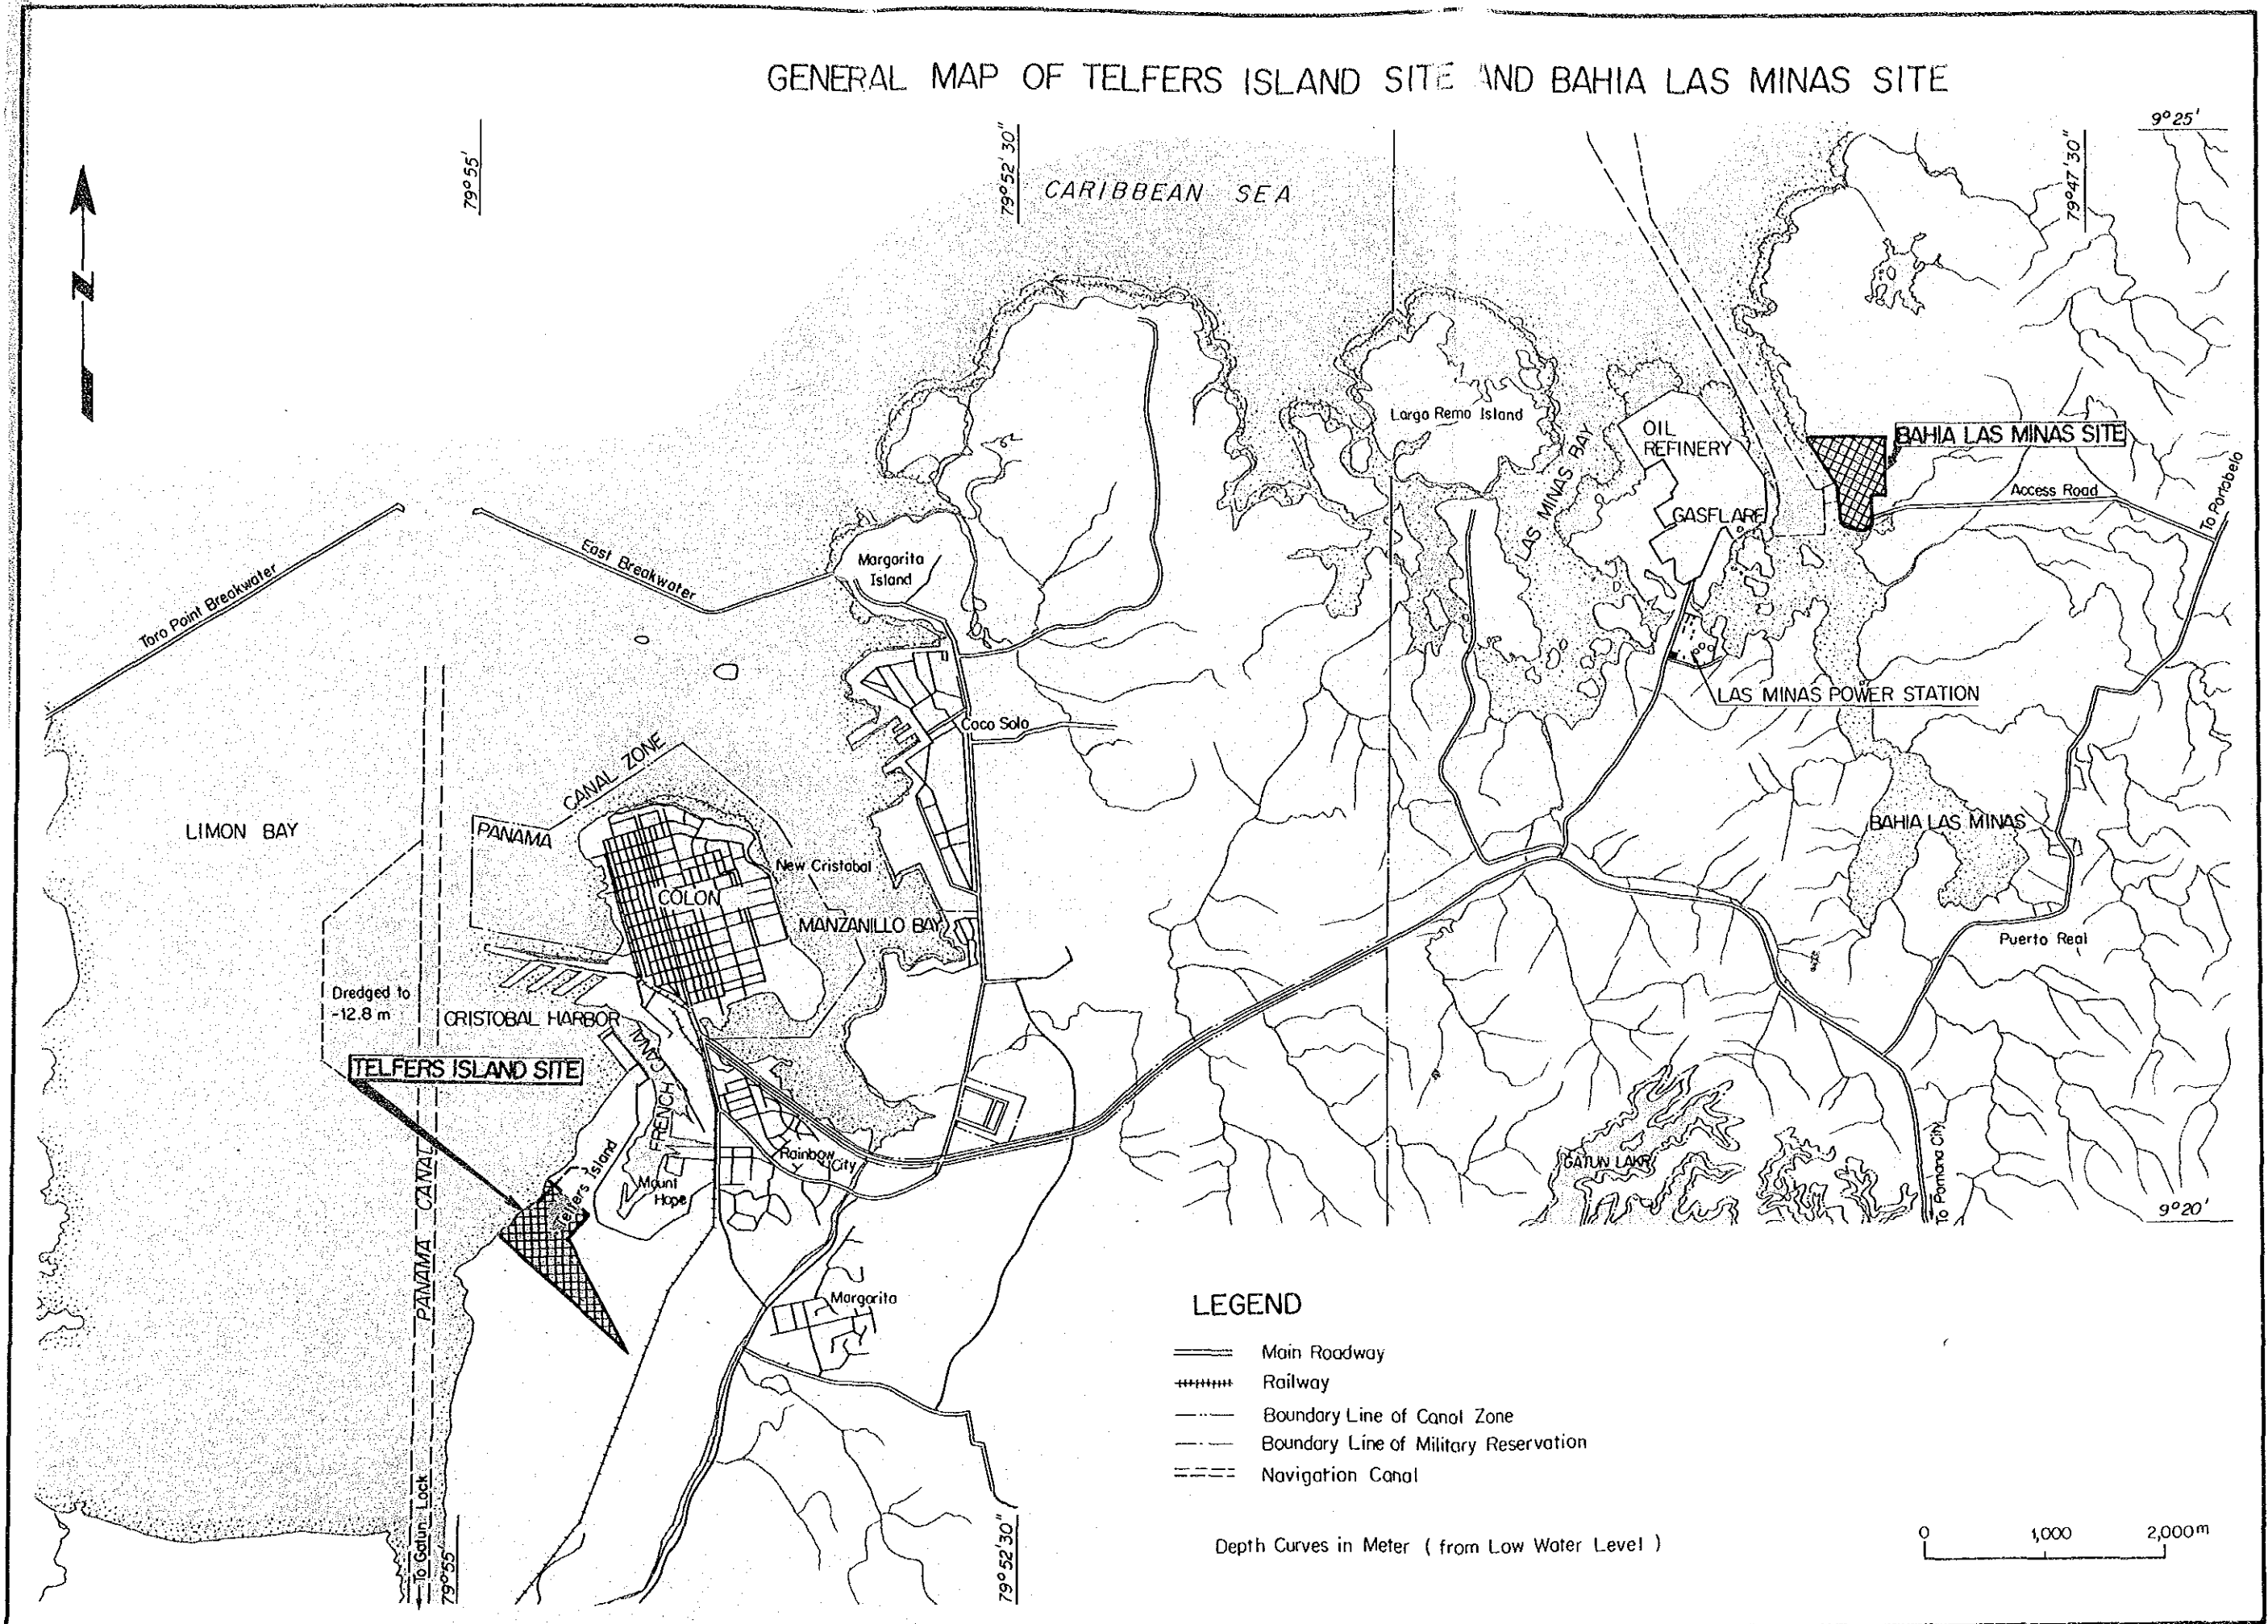 GENERAL MAP OF TELFERS ISLAND SITE AND BAHIA LAS MINAS SITE
9° 25'
79° 55'
79° 52' 30"
79° 47' 30"
CARIBBEAN SEA
N
Largo Remo Island
OIL
REFINERY
BAHIA LAS MINAS SITE
LAS MINAS BAY
Access Road
To Portobelo
GASFLARE
East Breakwater
Margarita
Island
Toro Point Breakwater
LAS MINAS POWER STATION
Coco Solo
CANAL ZONE
PANAMA
LIMON BAY
BAHIA LAS MINAS
New Cristobal
COLON
MANZANILLO BAY
Puerto Real
Dredged to
-12.8 m
CRISTOBAL HARBOR
FRENCH CANAL
TELFERS ISLAND SITE
Telfers Island
Rainbow
City
Mount
Hope
PANAMA CANAL
GATUN LAKE
To Panama City
9° 20'
Margarita
LEGEND
Main Roadway
Railway
Boundary Line of Canal Zone
Boundary Line of Military Reservation
Navigation Canal
To Gatun Lock
79° 55'
79° 52' 30"
Depth Curves in Meter ( from Low Water Level )
0 1,000 2,000m